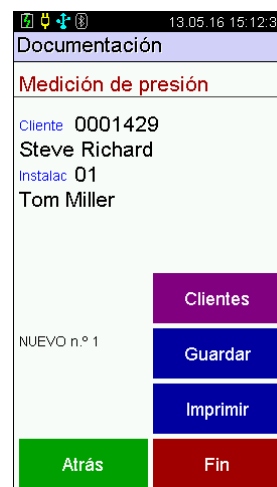 13.05.16 15:12:3
Documentación
Medición de presión
Cliente 0001429
Steve Richard
Instalac 01
Tom Miller
Clientes
NUEVO n.º 1
Guardar
Imprimir
Atrás
Fin